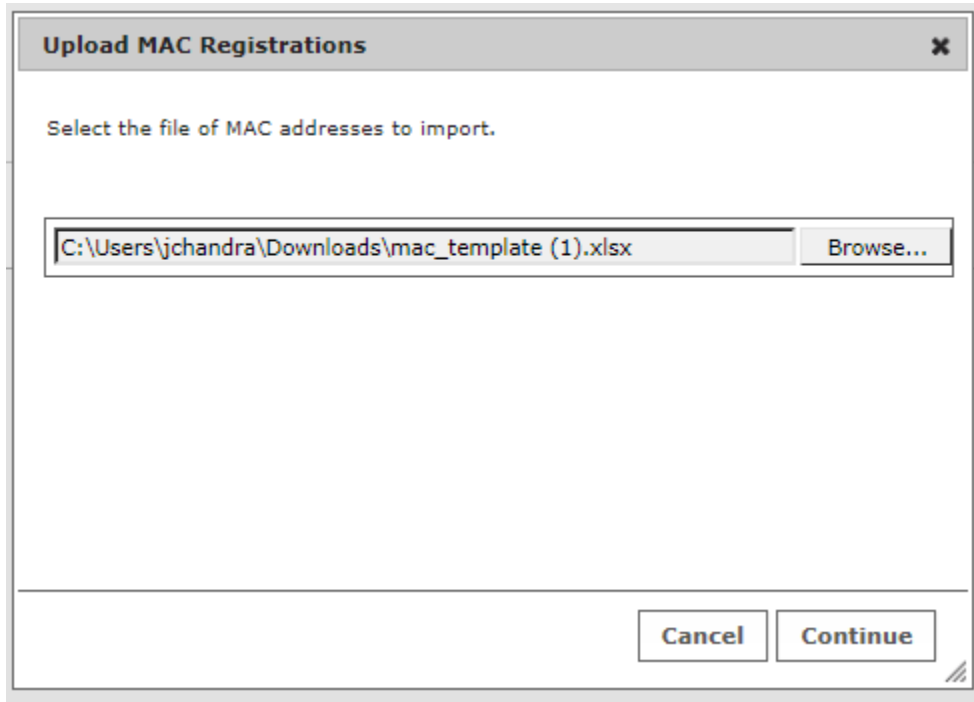 Upload MAC Registrations
Select the file of MAC addresses to import.
C:\Users\jchandra\Downloads\mac_template (1).xlsx Browse...
Cancel Continue